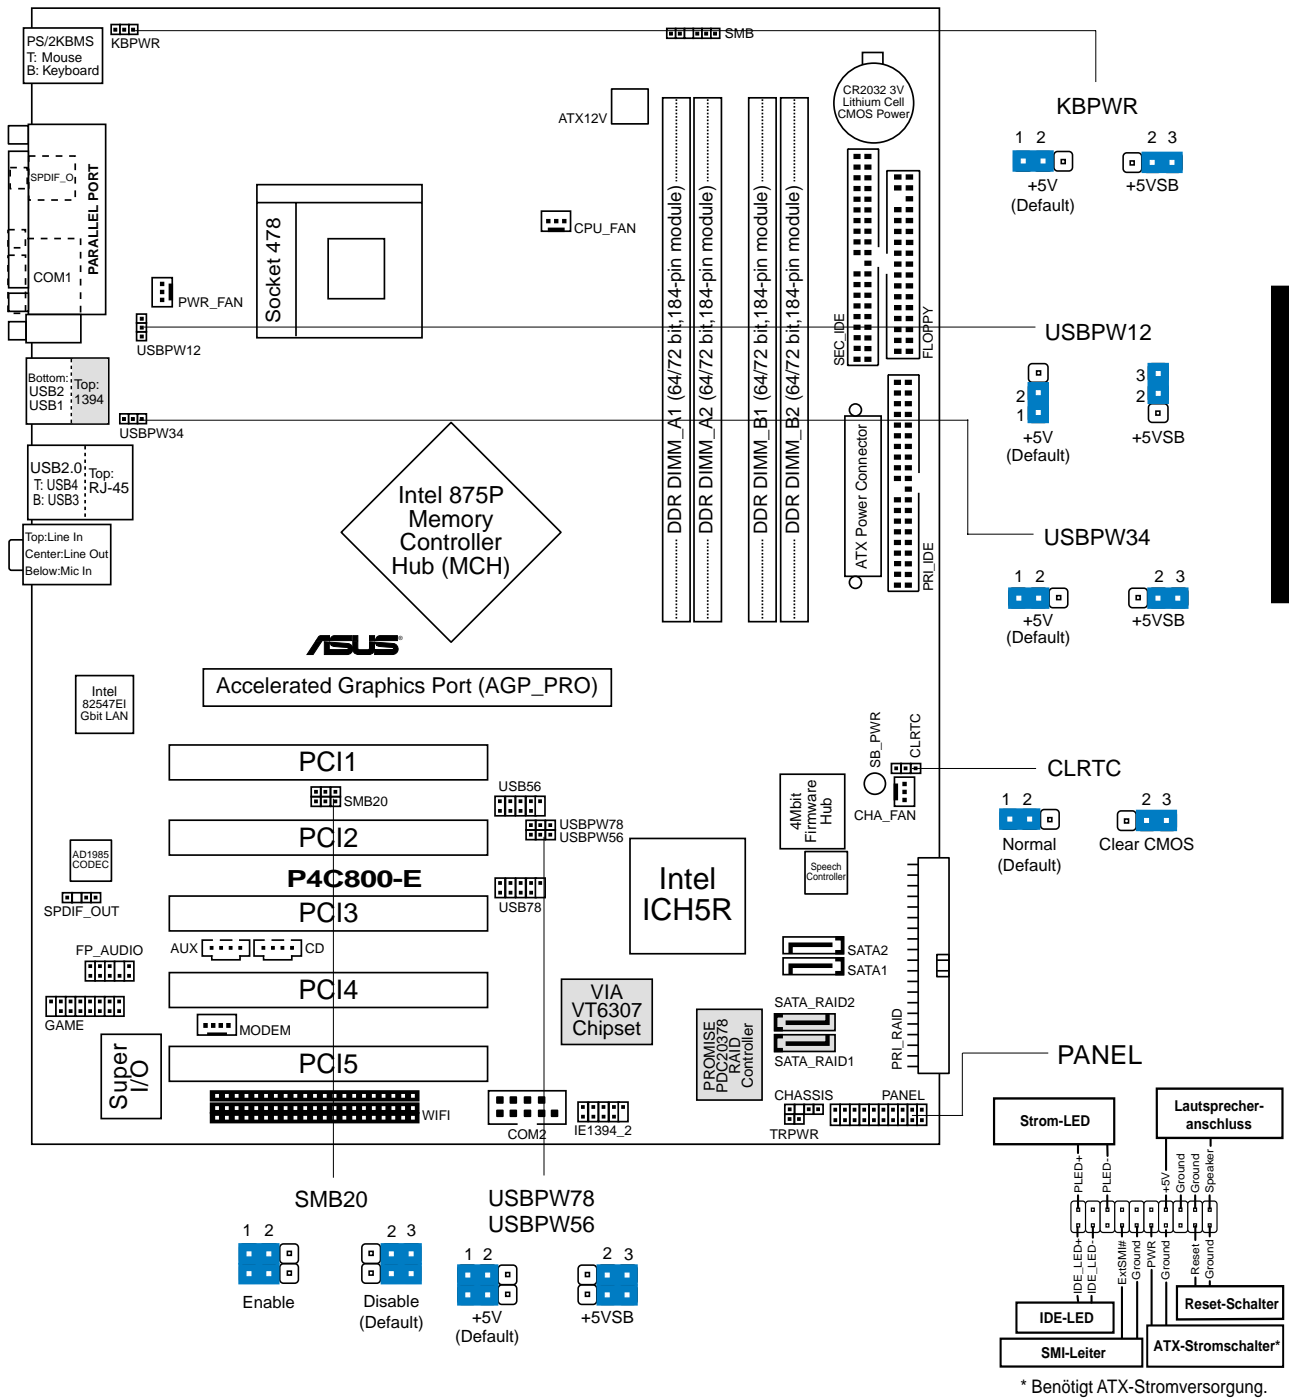 PS/2KBMS
T: Mouse
B: Keyboard
KBPWR
SMB
CR2032 3V
Lithium Cell
CMOS Power
ATX12V
KBPWR
1 2
+5V
(Default)
2 3
+5VSB
SPDIF_O
PARALLEL PORT
COM1
Socket 478
CPU_FAN
PWR_FAN
USBPW12
DDR DIMM_A1 (64/72 bit,184-pin module)
DDR DIMM_A2 (64/72 bit,184-pin module)
DDR DIMM_B1 (64/72 bit,184-pin module)
DDR DIMM_B2 (64/72 bit,184-pin module)
SEC_IDE
FLOPPY
USBPW12
2
1
+5V
(Default)
3
2
+5VSB
Bottom:
USB2
USB1
Top:
1394
USBPW34
USB2.0
T: USB4
B: USB3
Top:
RJ-45
Top:Line In
Center:Line Out
Below:Mic In
Intel 875P
Memory
Controller
Hub (MCH)
ATX Power Connector
PRI_IDE
USBPW34
1 2
+5V
(Default)
2 3
+5VSB
ASUS®
Accelerated Graphics Port (AGP_PRO)
Intel
82547EI
Gbit LAN
PCI1
SMB20
USB56
USBPW78
USBPW56
PCI2
SB_PWR
CLRTC
CHA_FAN
4Mbit
Firmware
Hub
Speech
Controller
CLRTC
1 2
Normal
(Default)
2 3
Clear CMOS
AD1985
CODEC
SPDIF_OUT
P4C800-E
PCI3
USB78
Intel
ICH5R
AUX
CD
FP_AUDIO
GAME
PCI4
MODEM
SATA2
SATA1
VIA
VT6307
Chipset
SATA_RAID2
SATA_RAID1
PROMISE
PDC20378
RAID
Controller
PRI_RAID
Super
I/O
PCI5
WIFI
COM2
IE1394_2
CHASSIS
TRPWR
PANEL
PANEL
Strom-LED
Lautsprecher-
anschluss
PLED+
PLED-
+5V
Ground
Ground
Speaker
IDE_LED+
IDE_LED-
ExtSMI#
Ground
PWR
Ground
Reset
Ground
IDE-LED
Reset-Schalter
SMI-Leiter
ATX-Stromschalter*
* Benötigt ATX-Stromversorgung.
SMB20
1 2
Enable
2 3
Disable
(Default)
USBPW78
USBPW56
1 2
+5V
(Default)
2 3
+5VSB